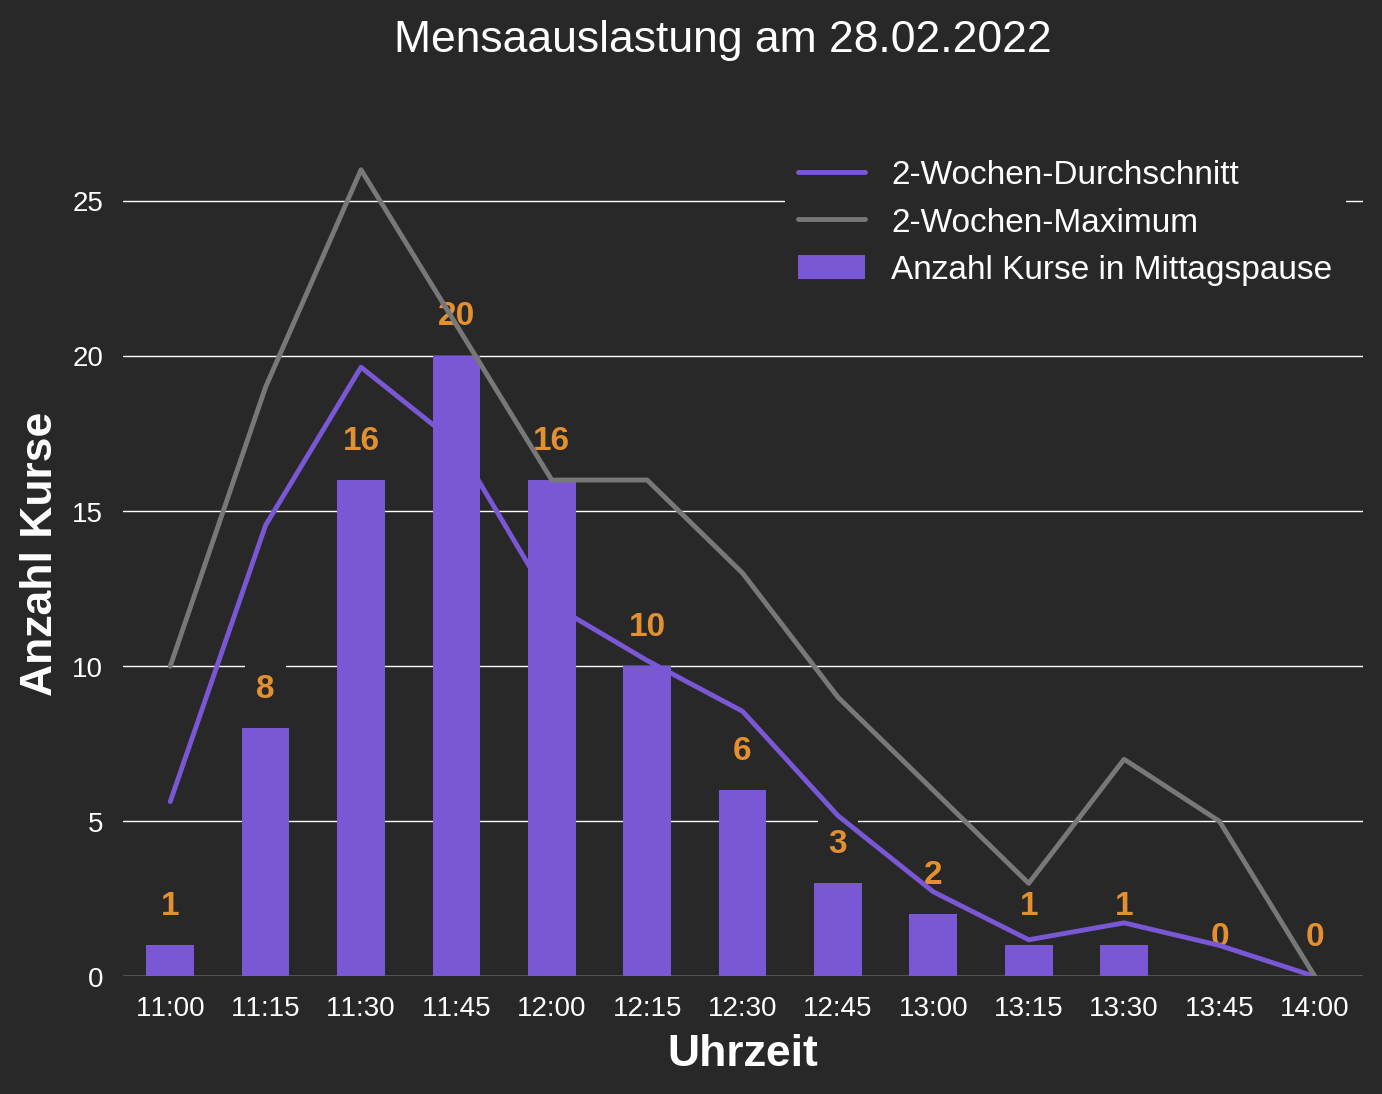 Mensaauslastung am 28.02.2022
2-Wochen-Durchschnitt
2-Wochen-Maximum
Anzahl Kurse in Mittagspause
Anzahl Kurse
25
20
15
10
5
0
1
8
16
20
16
10
6
3
2
1
1
0
0
11:00 11:15 11:30 11:45 12:00 12:15 12:30 12:45 13:00 13:15 13:30 13:45 14:00
Uhrzeit